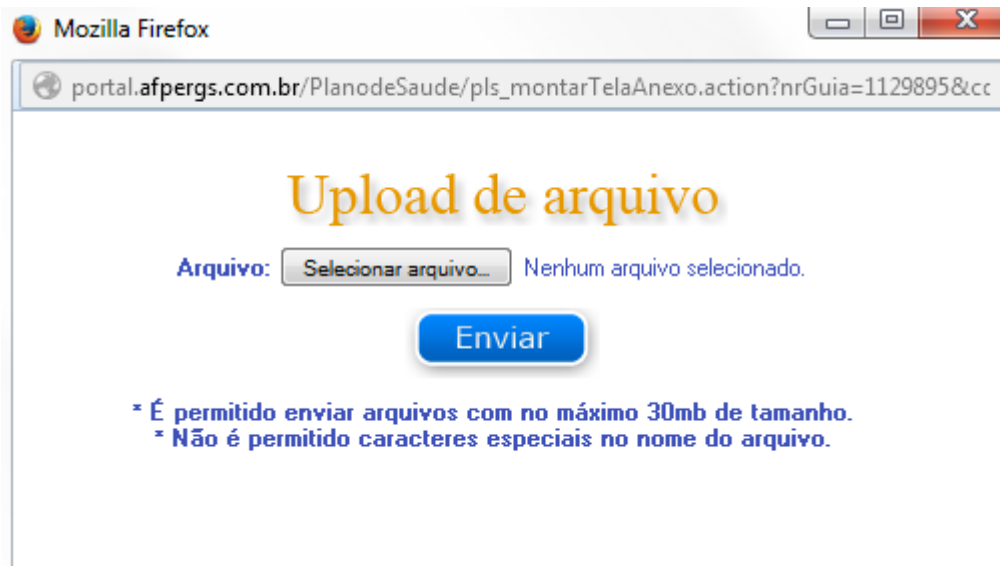 Mozilla Firefox
portal.afpergs.com.br/PlanodeSaude/pls_montarTelaAnexo.action?nrGuia=1129895&cc
Upload de arquivo
Arquivo: Selecionar arquivo... Nenhum arquivo selecionado.
Enviar
* É permitido enviar arquivos com no máximo 30mb de tamanho.
* Não é permitido caracteres especiais no nome do arquivo.